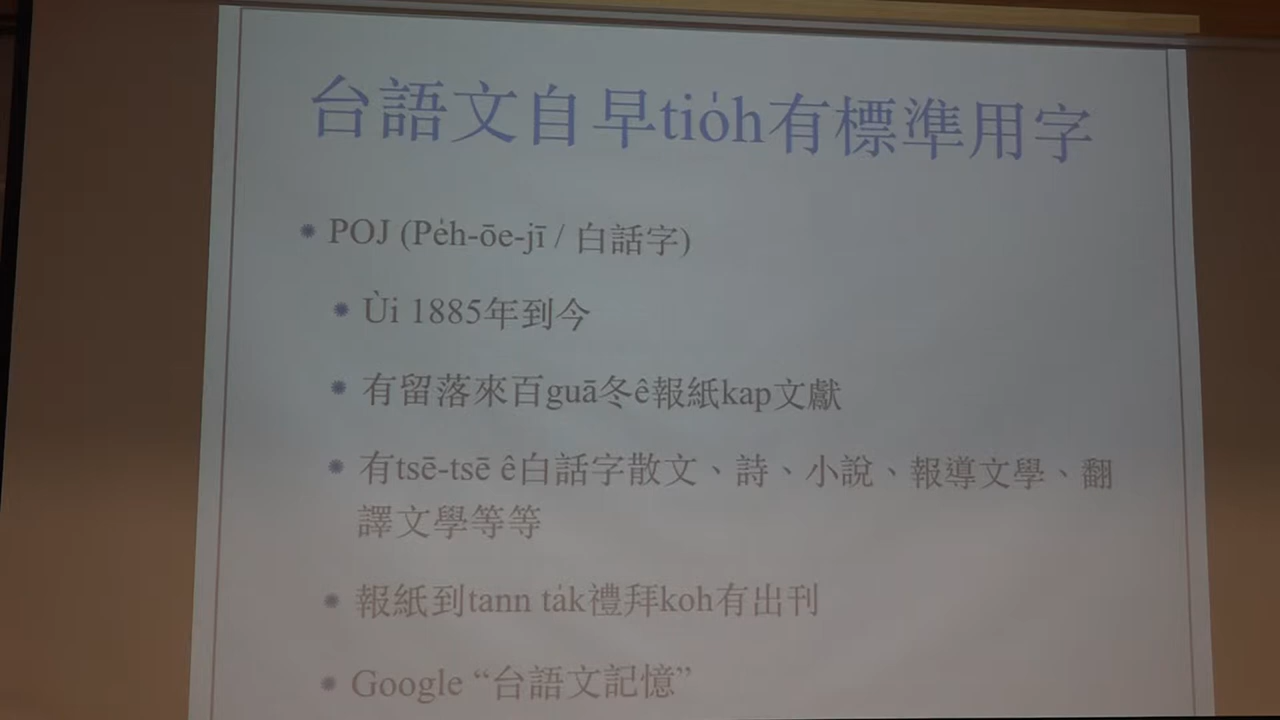 台語文自早tio̍h有標準用字
POJ (Pe̍h-ōe-jī / 白話字)
Ùi 1885年到今
有留落來百guā冬ê報紙kap文獻
有tsē-tsē ê白話字散文、詩、小說、報導文學、翻
譯文學等等
報紙到tann ta̍k禮拜koh有出刊
Google “台語文記憶”